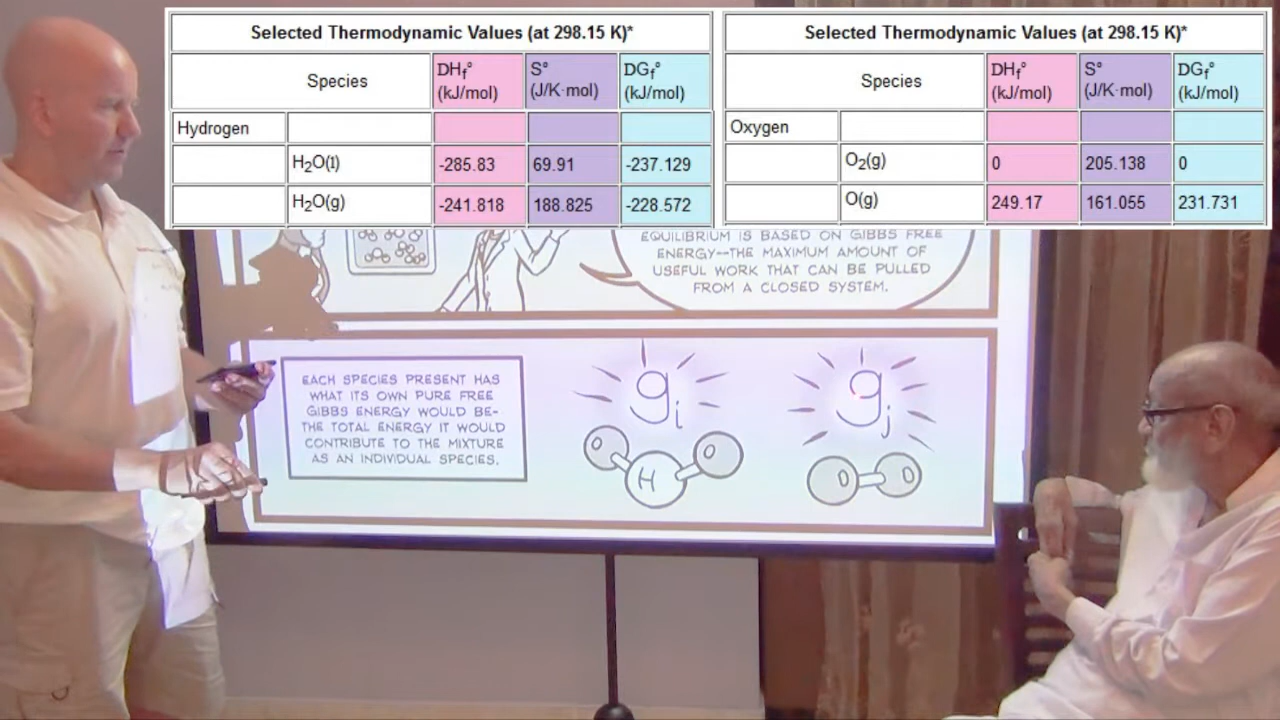 Selected Thermodynamic Values (at 298.15 K)*
Species DHf° (kJ/mol) S° (J/K·mol) DGf° (kJ/mol)
Hydrogen
H2O(l) -285.83 69.91 -237.129
H2O(g) -241.818 188.825 -228.572
Selected Thermodynamic Values (at 298.15 K)*
Species DHf° (kJ/mol) S° (J/K·mol) DGf° (kJ/mol)
Oxygen
O2(g) 0 205.138 0
O(g) 249.17 161.055 231.731
EQUILIBRIUM IS BASED ON GIBBS FREE
ENERGY--THE MAXIMUM AMOUNT OF
USEFUL WORK THAT CAN BE PULLED
FROM A CLOSED SYSTEM.
EACH SPECIES PRESENT HAS
WHAT ITS OWN PURE FREE
GIBBS ENERGY WOULD BE-
THE TOTAL ENERGY IT WOULD
CONTRIBUTE TO THE MIXTURE
AS AN INDIVIDUAL SPECIES.
gi
gj
H